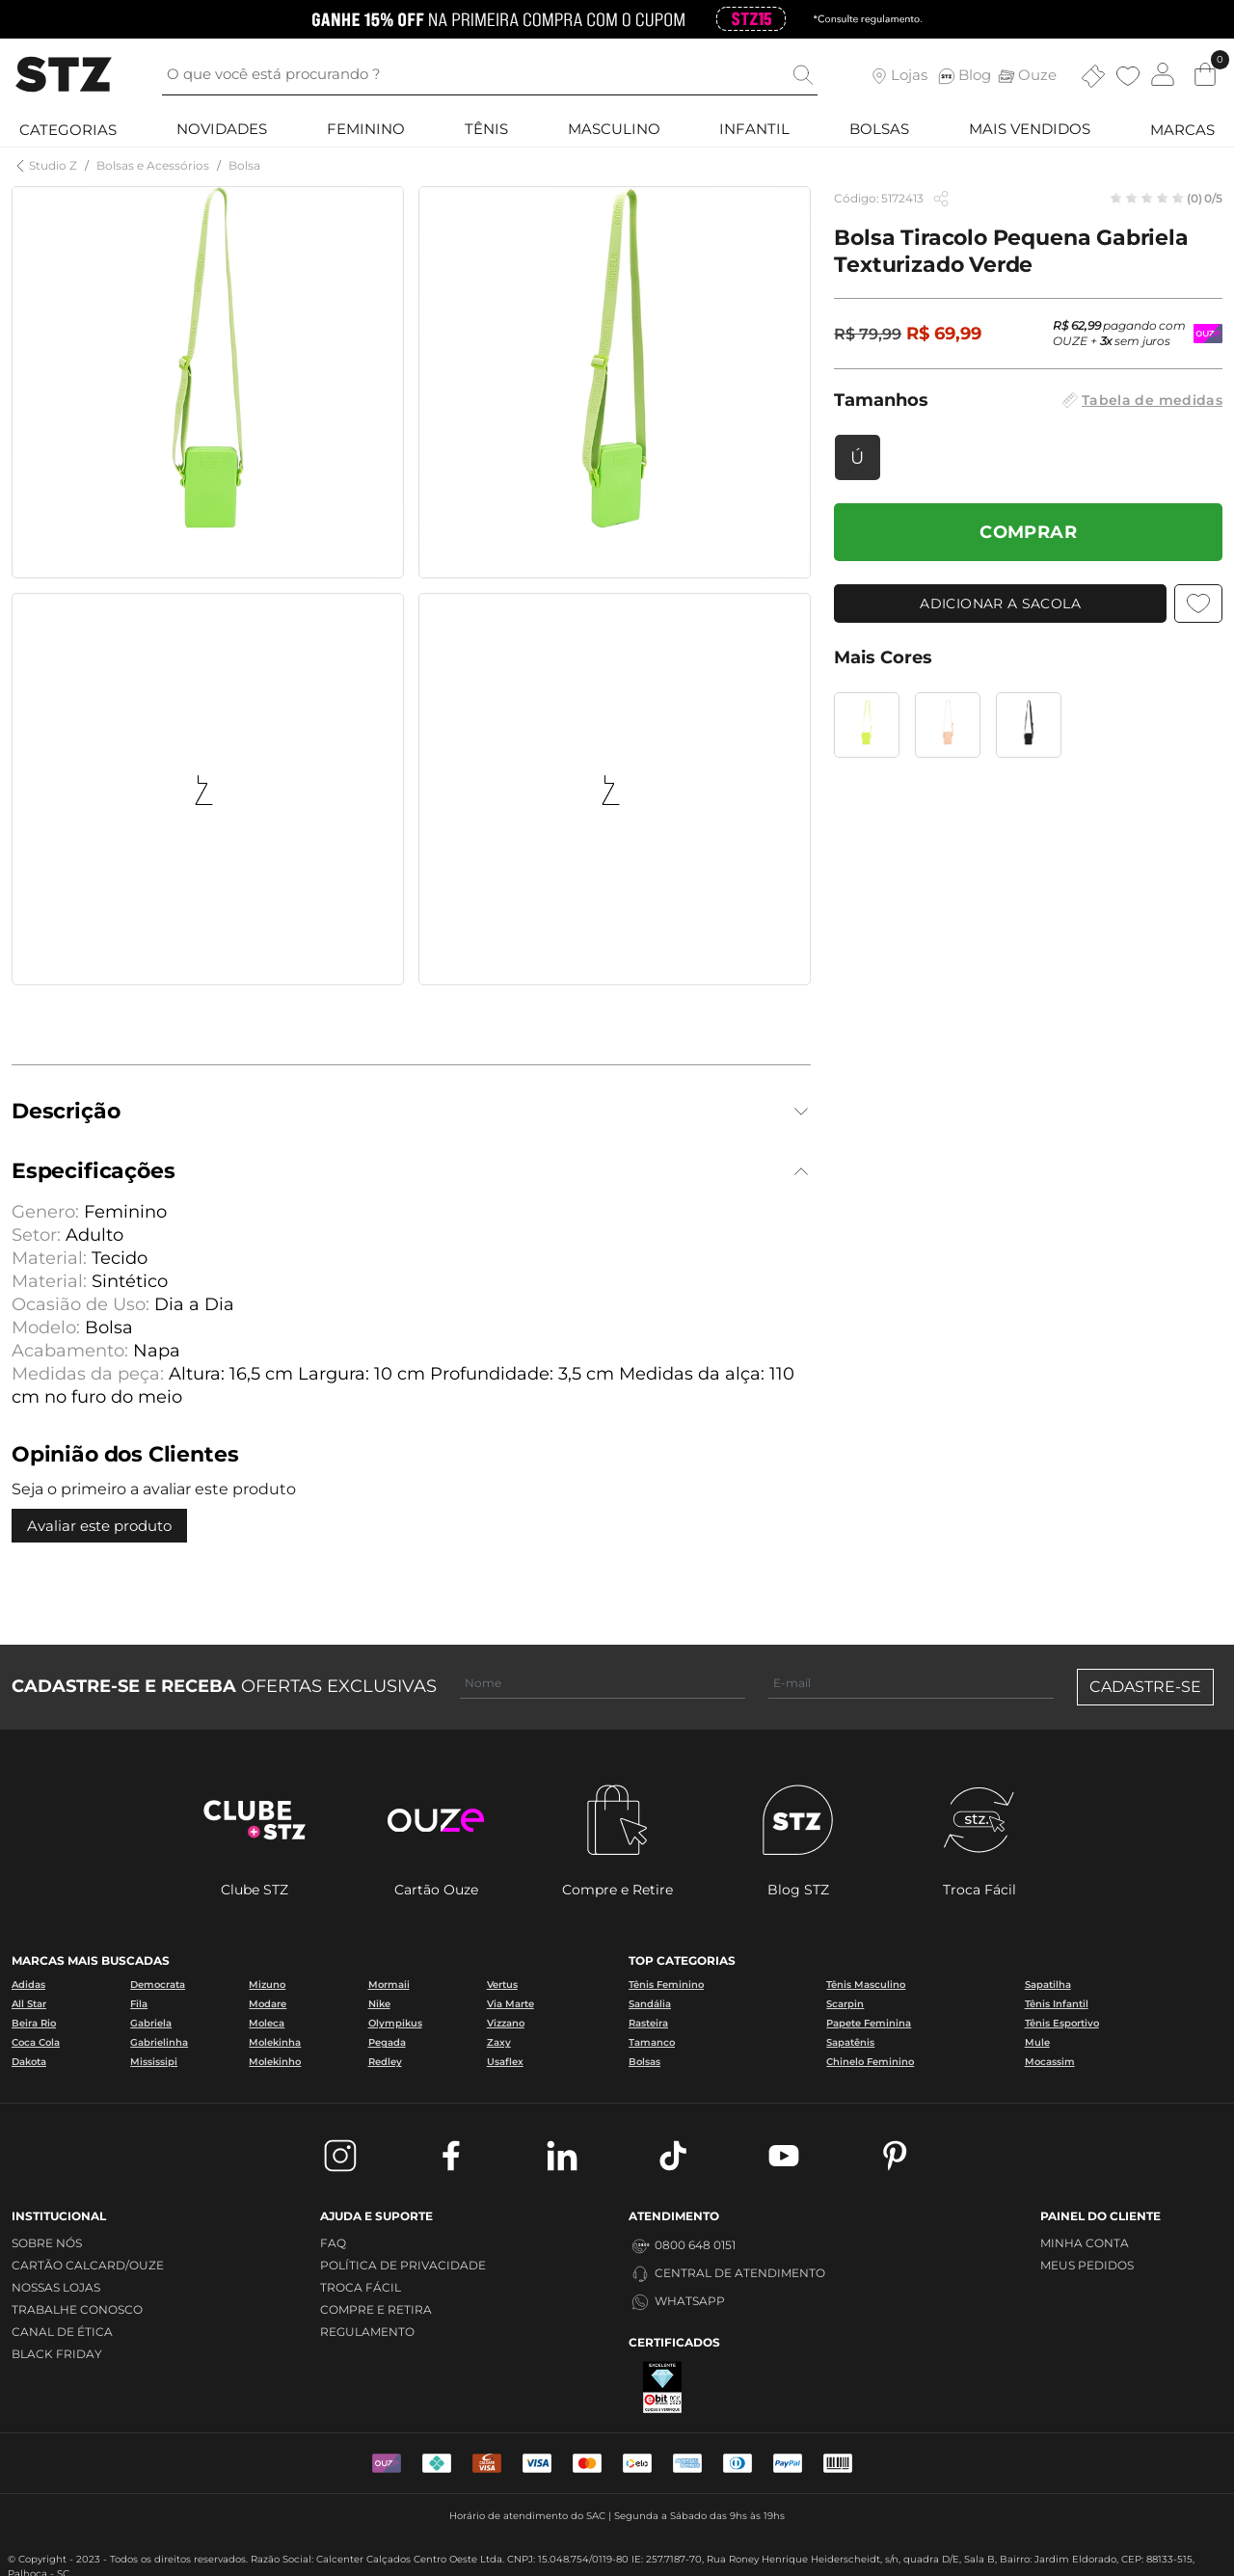 GANHE 15% OFF NA PRIMEIRA COMPRA COM O CUPOM STZ15 *Consulte regulamento.
STZ
O que você está procurando ?
Lojas Blog Ouze
0
CATEGORIAS NOVIDADES FEMININO TÊNIS MASCULINO INFANTIL BOLSAS MAIS VENDIDOS MARCAS
Studio Z / Bolsas e Acessórios / Bolsa
Código: 5172413
(0) 0/5
Bolsa Tiracolo Pequena Gabriela
Texturizado Verde
R$ 79,99 R$ 69,99
R$ 62,99 pagando com
OUZE + 3x sem juros
OUZ
Tamanhos
Tabela de medidas
Ú
COMPRAR
ADICIONAR A SACOLA
Mais Cores
Descrição
Especificações
Genero: Feminino
Setor: Adulto
Material: Tecido
Material: Sintético
Ocasião de Uso: Dia a Dia
Modelo: Bolsa
Acabamento: Napa
Medidas da peça: Altura: 16,5 cm Largura: 10 cm Profundidade: 3,5 cm Medidas da alça: 110
cm no furo do meio
Opinião dos Clientes
Seja o primeiro a avaliar este produto
Avaliar este produto
CADASTRE-SE E RECEBA OFERTAS EXCLUSIVAS
Nome
E-mail
CADASTRE-SE
CLUBE
STZ
ouze
STZ
stz.
Clube STZ
Cartão Ouze
Compre e Retire
Blog STZ
Troca Fácil
MARCAS MAIS BUSCADAS
Adidas Democrata Mizuno Mormaii Vertus
All Star Fila Modare Nike Via Marte
Beira Rio Gabriela Moleca Olympikus Vizzano
Coca Cola Gabrielinha Molekinha Pegada Zaxy
Dakota Mississipi Molekinho Redley Usaflex
TOP CATEGORIAS
Tênis Feminino Tênis Masculino Sapatilha
Sandália Scarpin Tênis Infantil
Rasteira Papete Feminina Tênis Esportivo
Tamanco Sapatênis Mule
Bolsas Chinelo Feminino Mocassim
INSTITUCIONAL
SOBRE NÓS
CARTÃO CALCARD/OUZE
NOSSAS LOJAS
TRABALHE CONOSCO
CANAL DE ÉTICA
BLACK FRIDAY
AJUDA E SUPORTE
FAQ
POLÍTICA DE PRIVACIDADE
TROCA FÁCIL
COMPRE E RETIRA
REGULAMENTO
ATENDIMENTO
0800 648 0151
CENTRAL DE ATENDIMENTO
WHATSAPP
CERTIFICADOS
EXCELENTE
ebit
CLIQUE E VERIFIQUE
PAINEL DO CLIENTE
MINHA CONTA
MEUS PEDIDOS
OUZ
VISA
VISA
elo
PayPal
Horário de atendimento do SAC | Segunda a Sábado das 9hs às 19hs
© Copyright - 2023 - Todos os direitos reservados. Razão Social: Calcenter Calçados Centro Oeste Ltda. CNPJ: 15.048.754/0119-80 IE: 257.7187-70, Rua Roney Henrique Heiderscheidt, s/n, quadra D/E, Sala B, Bairro: Jardim Eldorado, CEP: 88133-515,
Palhoça - SC